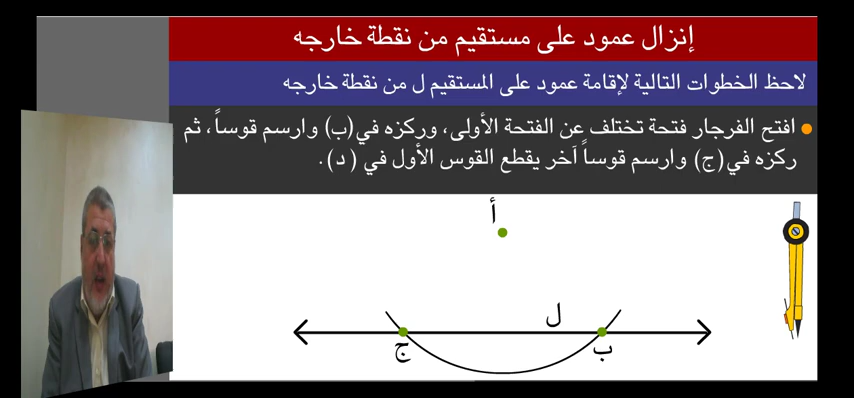 إنزال عمود على مستقيم من نقطة خارجه
لاحظ الخطوات التالية لإقامة عمود على المستقيم ل من نقطة خارجه
افتح الفرجار فتحة تختلف عن الفتحة الأولى، وركزه في(ب) وارسم قوساً، ثم
ركزه في(ج) وارسم قوساً آخر يقطع القوس الأول في (د).
أ
ل
ج
ب